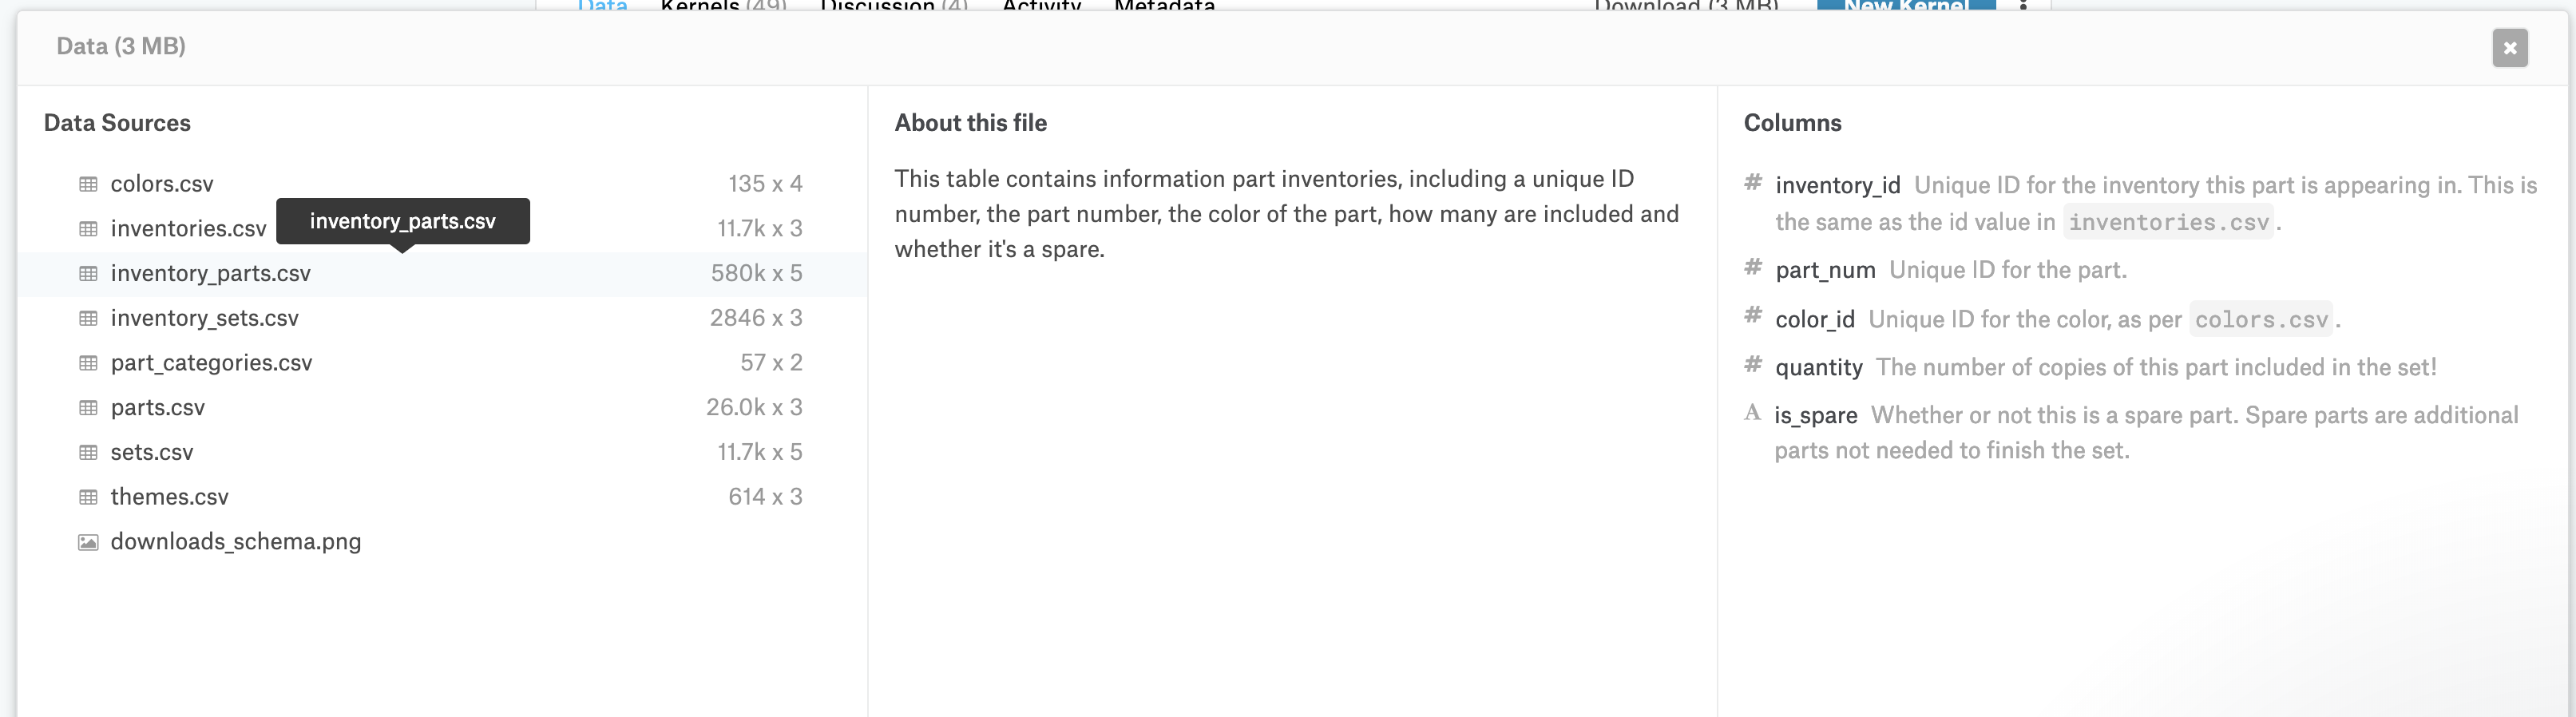 Data Kernels (49) Discussion (4) Activity Metadata Download (3 MB) New Kernel
Data (3 MB)
Data Sources
colors.csv 135 x 4
inventories.csv 11.7k x 3
inventory_parts.csv
inventory_parts.csv 580k x 5
inventory_sets.csv 2846 x 3
part_categories.csv 57 x 2
parts.csv 26.0k x 3
sets.csv 11.7k x 5
themes.csv 614 x 3
downloads_schema.png
About this file
This table contains information part inventories, including a unique ID
number, the part number, the color of the part, how many are included and
whether it's a spare.
Columns
# inventory_id Unique ID for the inventory this part is appearing in. This is
the same as the id value in inventories.csv.
# part_num Unique ID for the part.
# color_id Unique ID for the color, as per colors.csv.
# quantity The number of copies of this part included in the set!
A is_spare Whether or not this is a spare part. Spare parts are additional
parts not needed to finish the set.